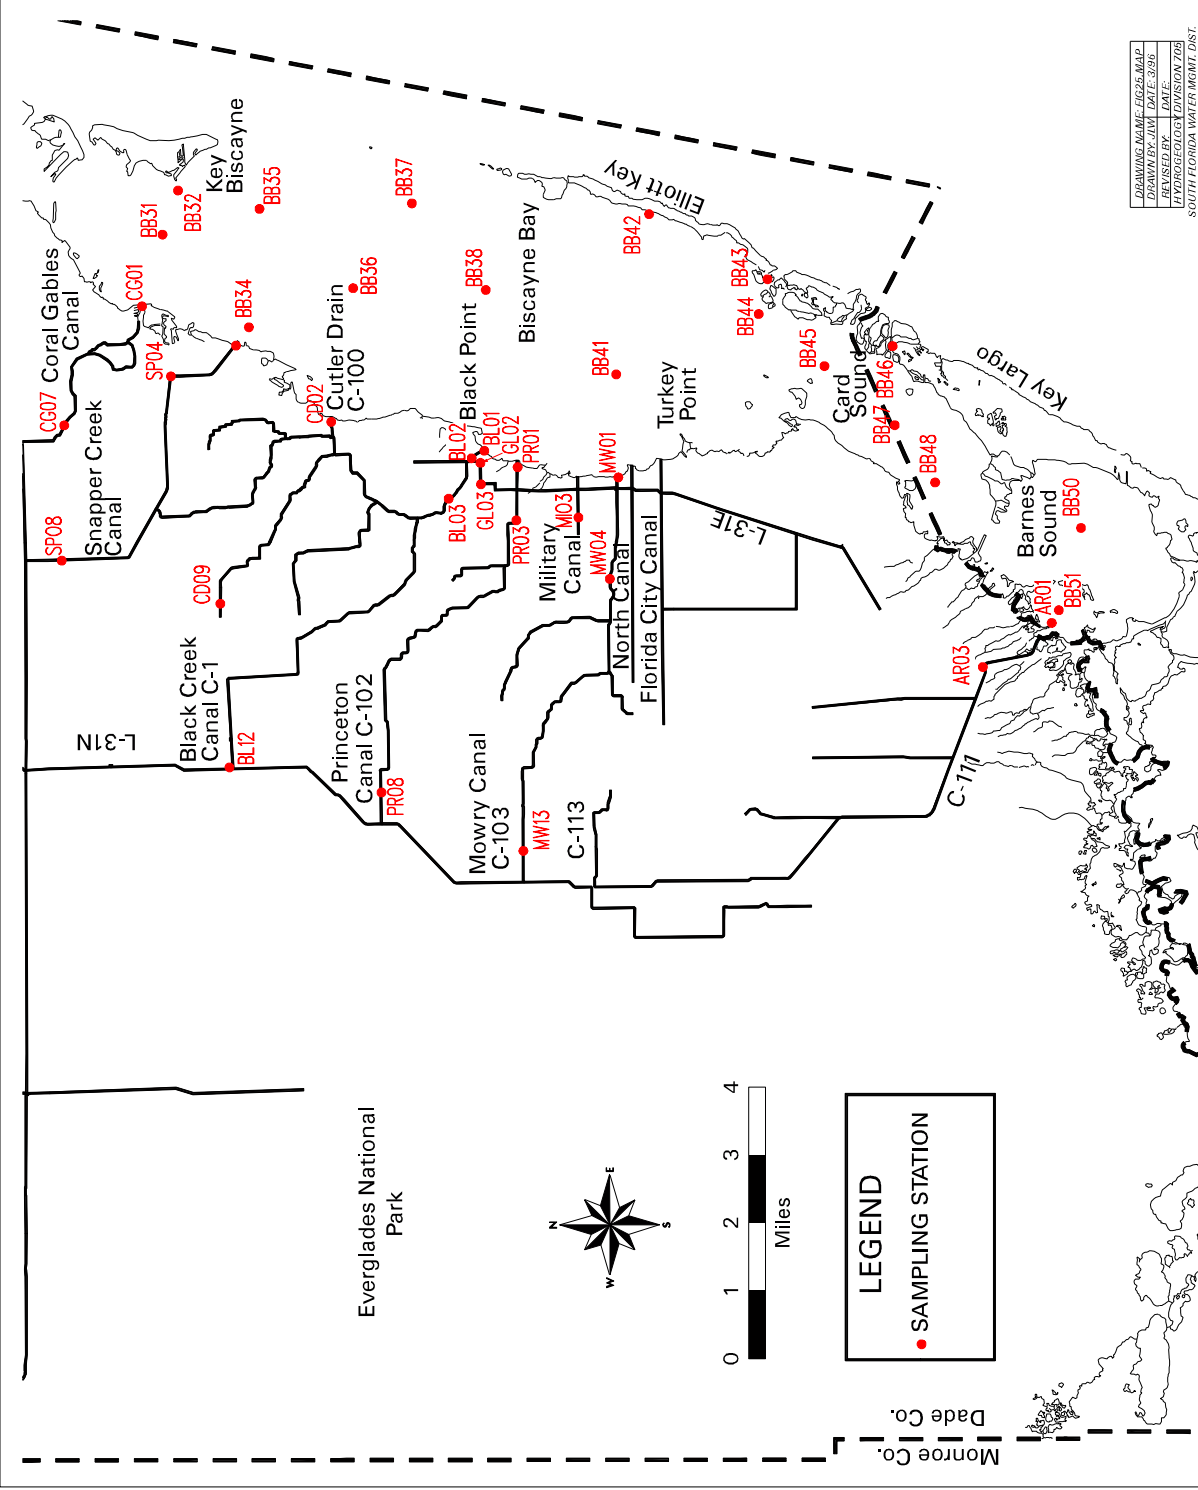 DRAWING NAME: FIG25.MAP
DRAWN BY: JLW DATE: 3/96
REVISED BY: DATE:
HYDROGEOLOGY DIVISION 705
SOUTH FLORIDA WATER MGMT. DIST.
Key
Biscayne
BB31
BB32
BB35
BB37
Coral Gables
Canal
CG01
BB34
BB36
BB38
Biscayne Bay
BB42
Elliott Key
BB43
BB44
CG07
SP04
Cutler Drain
C-100
CD02
Black Point
BB41
Turkey
Point
BB45
Card
Sound
BB46
BB47
Key Largo
Snapper Creek
Canal
SP08
CD09
BL02
BL01
GL02
PR01
BL03
GL03
PR03
MW01
MI03
Military
Canal
MW04
North Canal
Florida City Canal
L-31E
BB48
Barnes
Sound
BB50
BB51
AR01
AR03
L-31N
Black Creek
Canal C-1
BL12
Princeton
Canal C-102
PR08
Mowry Canal
C-103
MW13
C-113
C-111
Everglades National
Park
N
E
S
W
0 1 2 3 4
Miles
LEGEND
SAMPLING STATION
Dade Co.
Monroe Co.